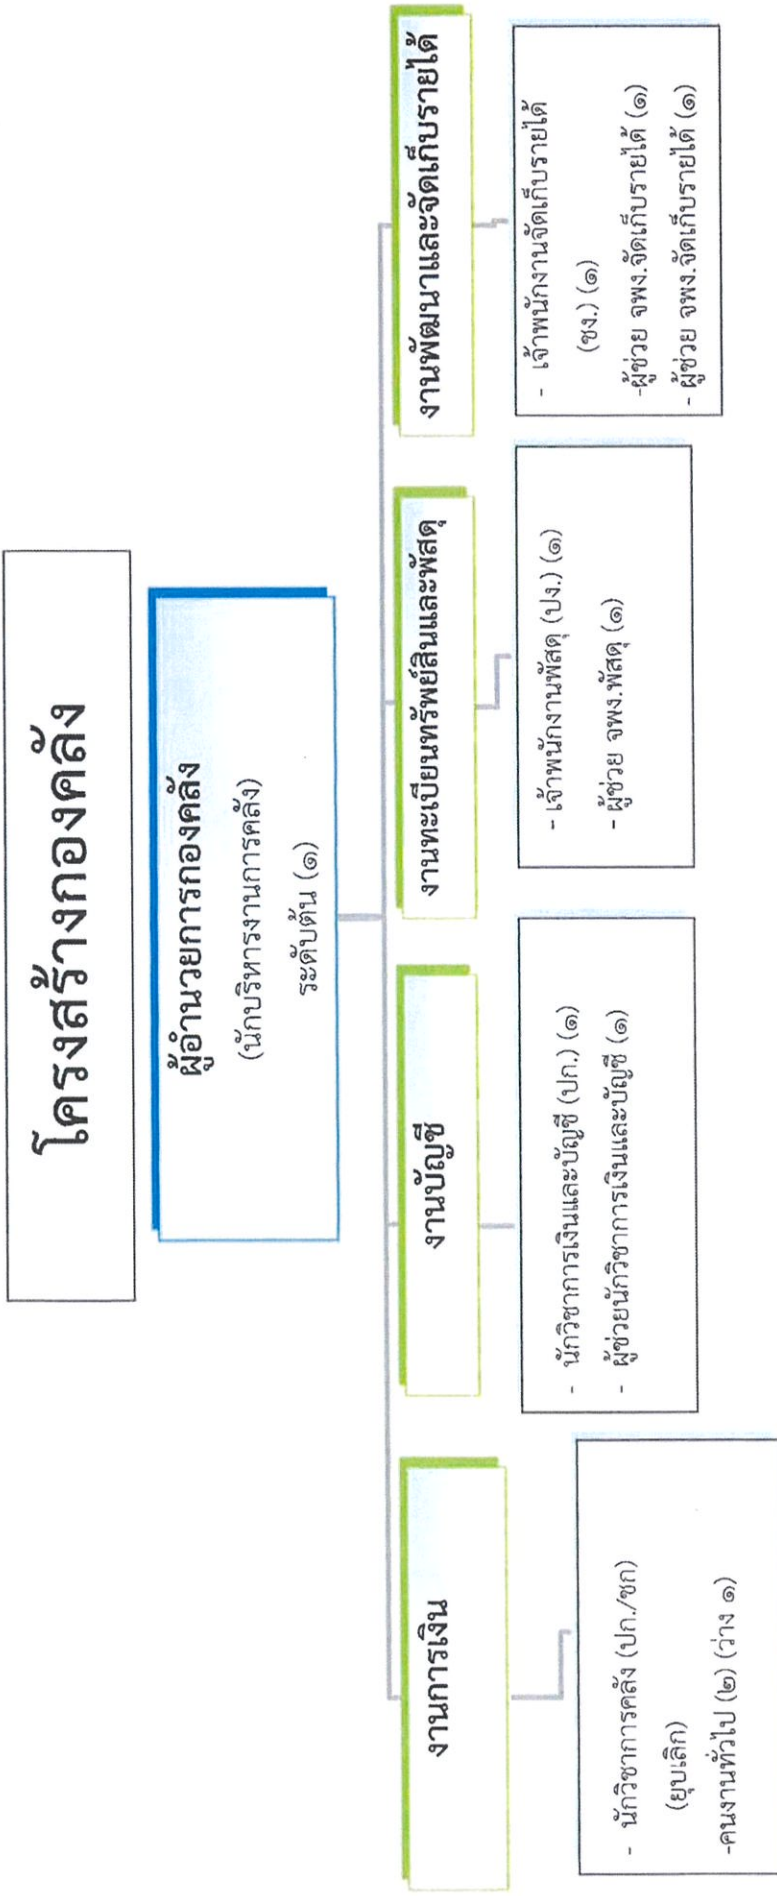 โครงสร้างกองคลัง
ผู้อำนวยการกองคลัง
(นักบริหารงานการคลัง)
ระดับต้น (๑)
งานการเงิน
- นักวิชาการคลัง (ปก./ชก)
(ยุบเลิก)
-คนงานทั่วไป (๒) (ว่าง ๑)
งานบัญชี
- นักวิชาการเงินและบัญชี (ปก.) (๑)
- ผู้ช่วยนักวิชาการเงินและบัญชี (๑)
งานทะเบียนทรัพย์สินและพัสดุ
- เจ้าพนักงานพัสดุ (ปง.) (๑)
- ผู้ช่วย จพง.พัสดุ (๑)
งานพัฒนาและจัดเก็บรายได้
- เจ้าพนักงานจัดเก็บรายได้
(ชง.) (๑)
-ผู้ช่วย จพง.จัดเก็บรายได้ (๑)
- ผู้ช่วย จพง.จัดเก็บรายได้ (๑)